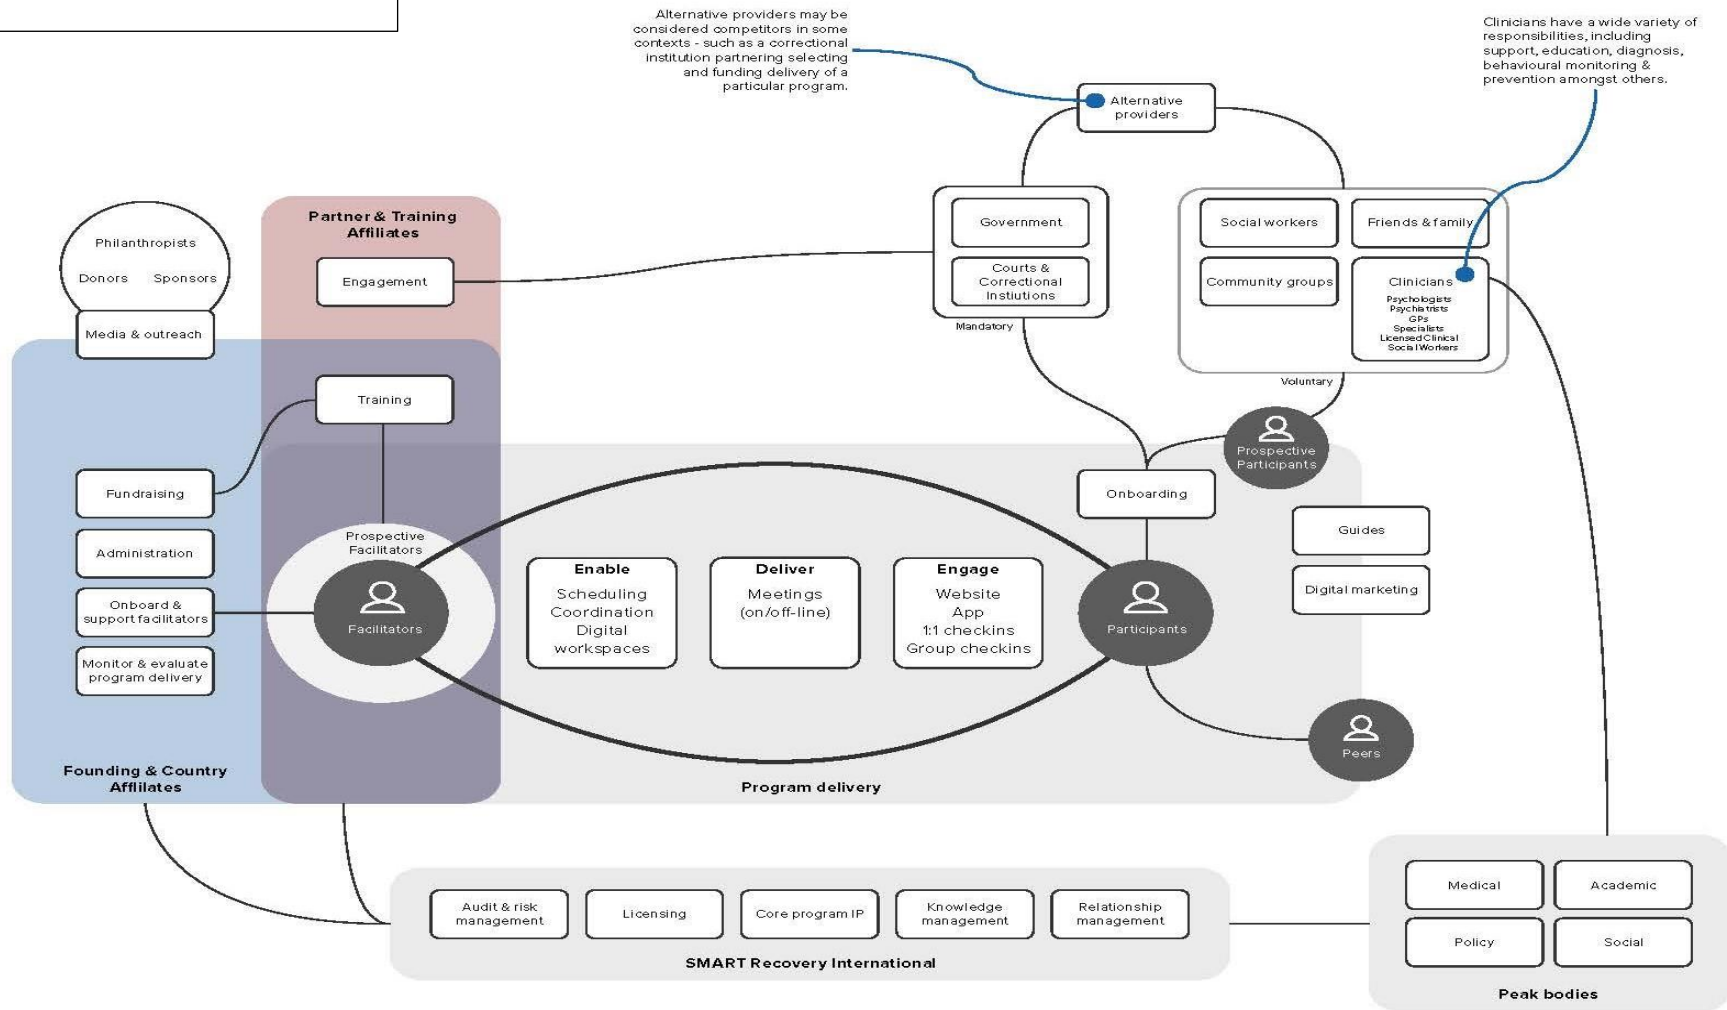 Alternative providers may be
considered competitors in some
contexts - such as a correctional
institution partnering selecting
and funding delivery of a
particular program.
Clinicians have a wide variety of
responsibilities, including
support, education, diagnosis,
behavioural monitoring &
prevention amongst others.
Alternative
providers
Philanthropists
Donors Sponsors
Media & outreach
Partner & Training
Affiliates
Engagement
Government
Courts &
Correctional
Instiutions
Mandatory
Social workers
Friends & family
Community groups
Clinicians
Psychologists
Psychiatrists
GPs
Specialists
Licensed Clinical
Social Workers
Voluntary
Training
Prospective
Participants
Fundraising
Administration
Onboard &
support facilitators
Monitor & evaluate
program delivery
Founding & Country
Affliates
Prospective
Facilitators
Facilitators
Enable
Scheduling
Coordination
Digital
workspaces
Deliver
Meetings
(on/off-line)
Engage
Website
App
1:1 checkins
Group checkins
Onboarding
Participants
Guides
Digital marketing
Peers
Program delivery
Audit & risk
management
Licensing
Core program IP
Knowledge
management
Relationship
management
SMART Recovery International
Medical
Academic
Policy
Social
Peak bodies